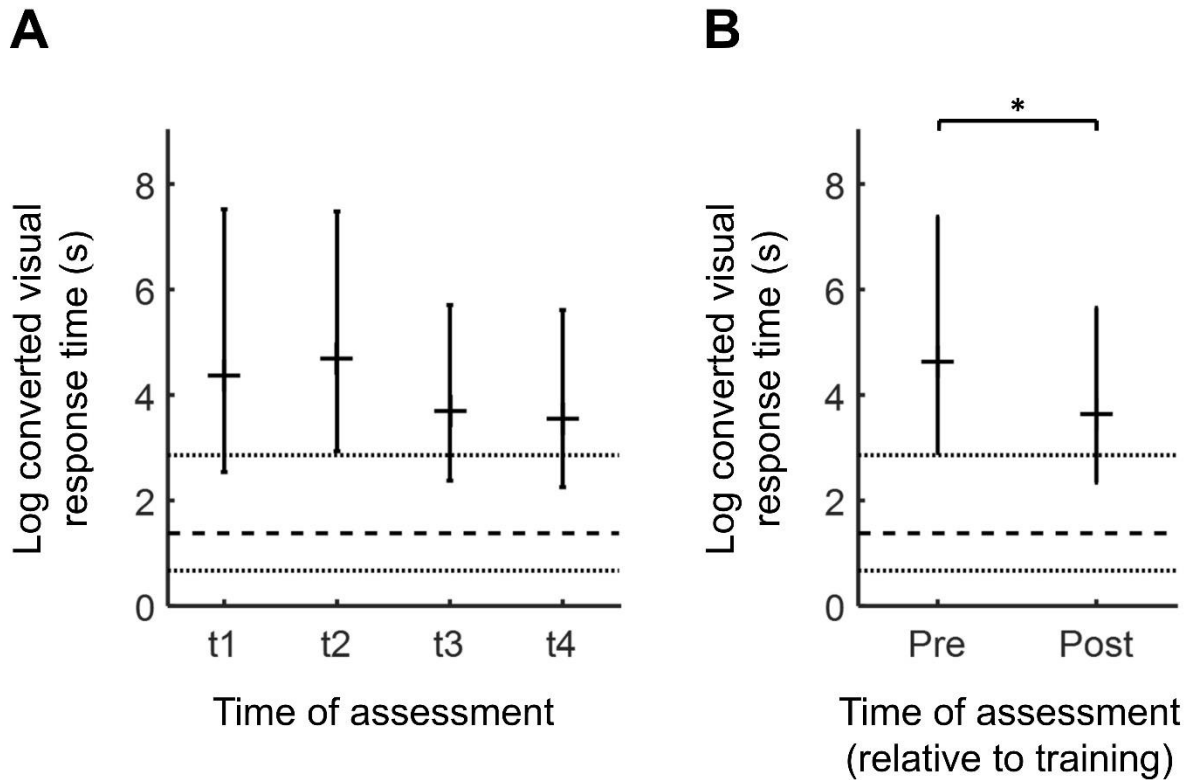 A
Log converted visual
response time (s)
8
6
4
2
0
t1 t2 t3 t4
Time of assessment
B
*
Log converted visual
response time (s)
8
6
4
2
0
Pre Post
Time of assessment
(relative to training)